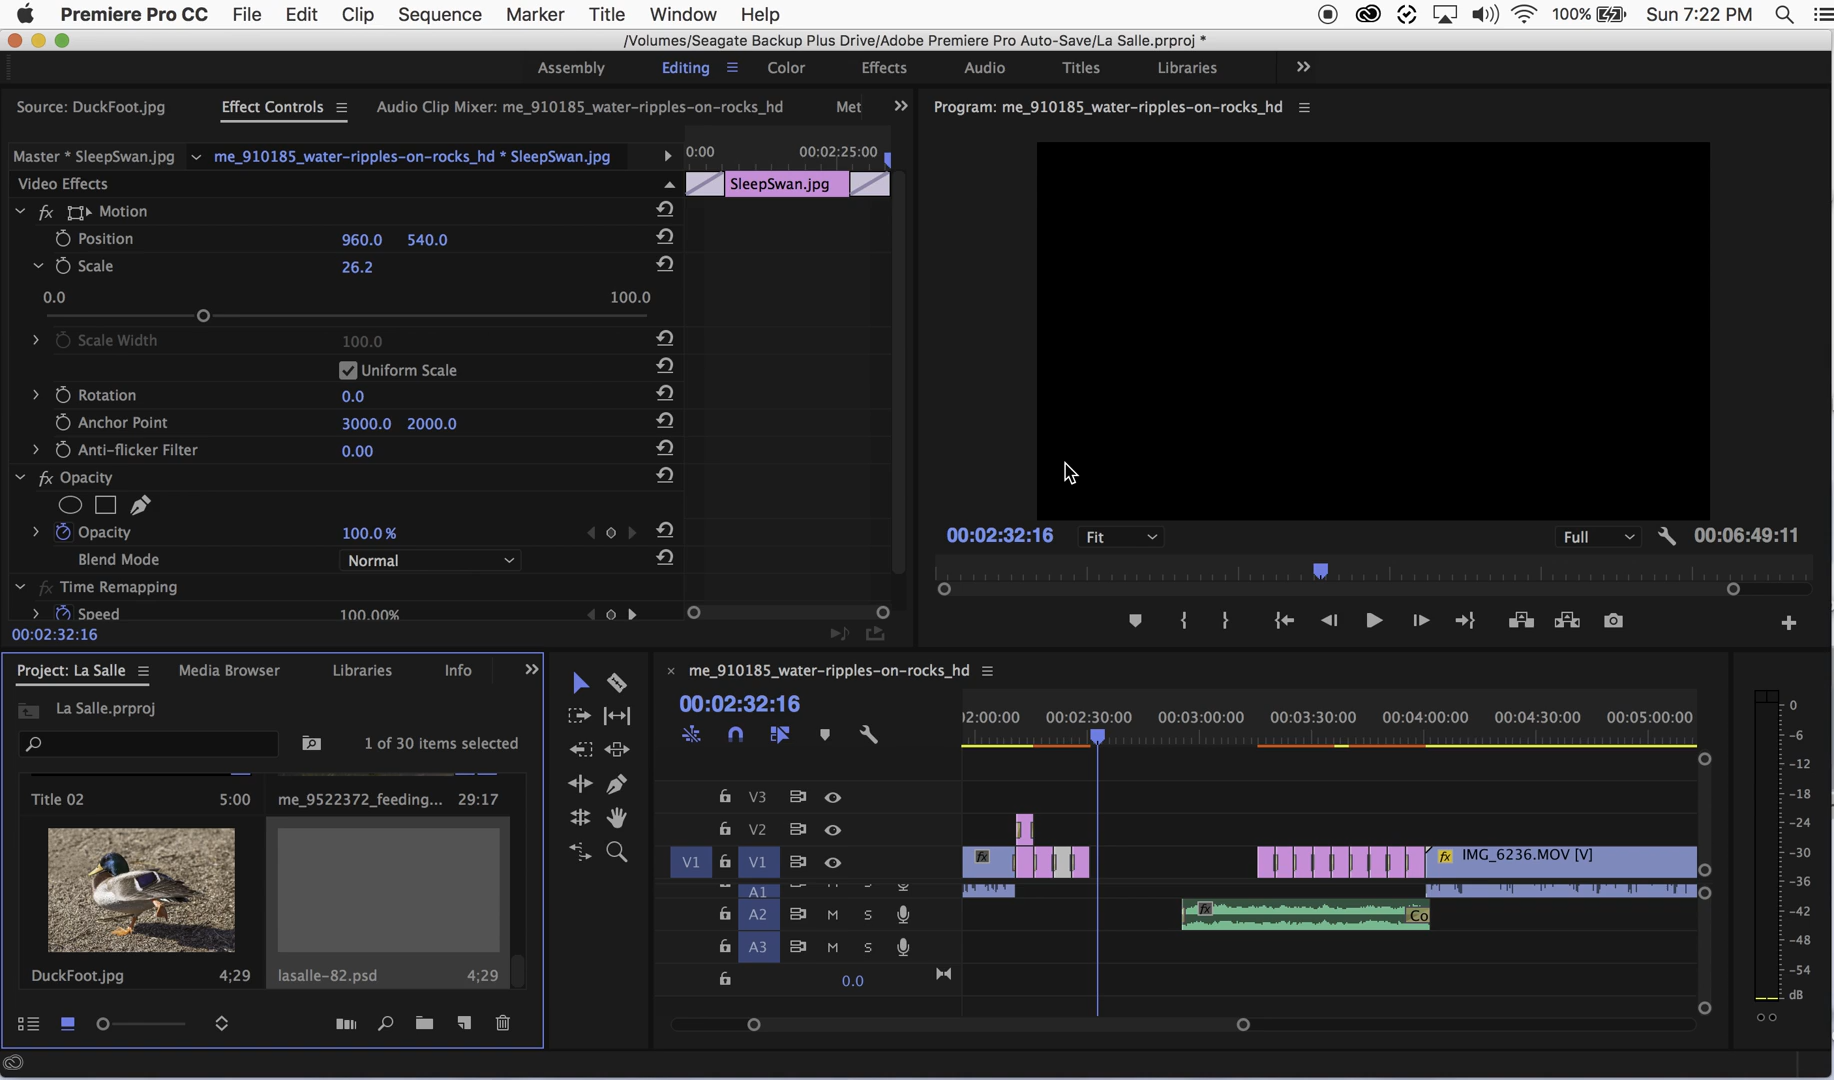 Premiere Pro CC File Edit Clip Sequence Marker Title Window Help 100% Sun 7:22 PM
/Volumes/Seagate Backup Plus Drive/Adobe Premiere Pro Auto-Save/La Salle.prproj *
Assembly Editing Color Effects Audio Titles Libraries
Source: DuckFoot.jpg Effect Controls Audio Clip Mixer: me_910185_water-ripples-on-rocks_hd Met
Program: me_910185_water-ripples-on-rocks_hd
Master * SleepSwan.jpg me_910185_water-ripples-on-rocks_hd * SleepSwan.jpg
0:00 00:02:25:00
Video Effects
SleepSwan.jpg
fx Motion
Position 960.0 540.0
Scale 26.2
0.0 100.0
Scale Width 100.0
Uniform Scale
Rotation 0.0
Anchor Point 3000.0 2000.0
Anti-flicker Filter 0.00
fx Opacity
Opacity 100.0 %
Blend Mode Normal
fx Time Remapping
Speed 100.00%
00:02:32:16
00:02:32:16 Fit Full 00:06:49:11
Project: La Salle Media Browser Libraries Info
La Salle.prproj
1 of 30 items selected
Title 02 5:00 me_9522372_feeding... 29:17
DuckFoot.jpg 4;29 lasalle-82.psd 4;29
me_910185_water-ripples-on-rocks_hd
00:02:32:16
02:00:00 00:02:30:00 00:03:00:00 00:03:30:00 00:04:00:00 00:04:30:00 00:05:00:00
V3
V2
V1 V1 fx fx IMG_6236.MOV [V]
A1
A2 M S fx Co
A3 M S
0.0
0
-6
-12
-18
-24
-30
-36
-42
-48
-54
dB